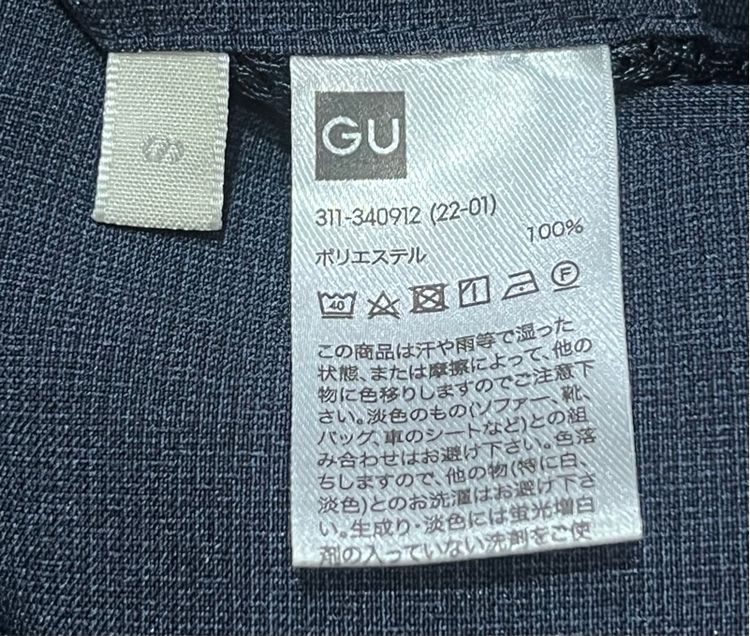 GU
311-340912 (22-01)
ポリエステル 100%
40
F
この商品は汗や雨等で湿った
状態、または摩擦によって、他の
物に色移りしますのでご注意下
さい。淡色のもの(ソファー、靴、
バッグ、車のシートなど)との組
み合わせはお避け下さい。色落
ちしますので、他の物(特に白、
淡色)とのお洗濯はお避け下さ
い。生成り・淡色には蛍光増白
剤の入っていない洗剤をご使